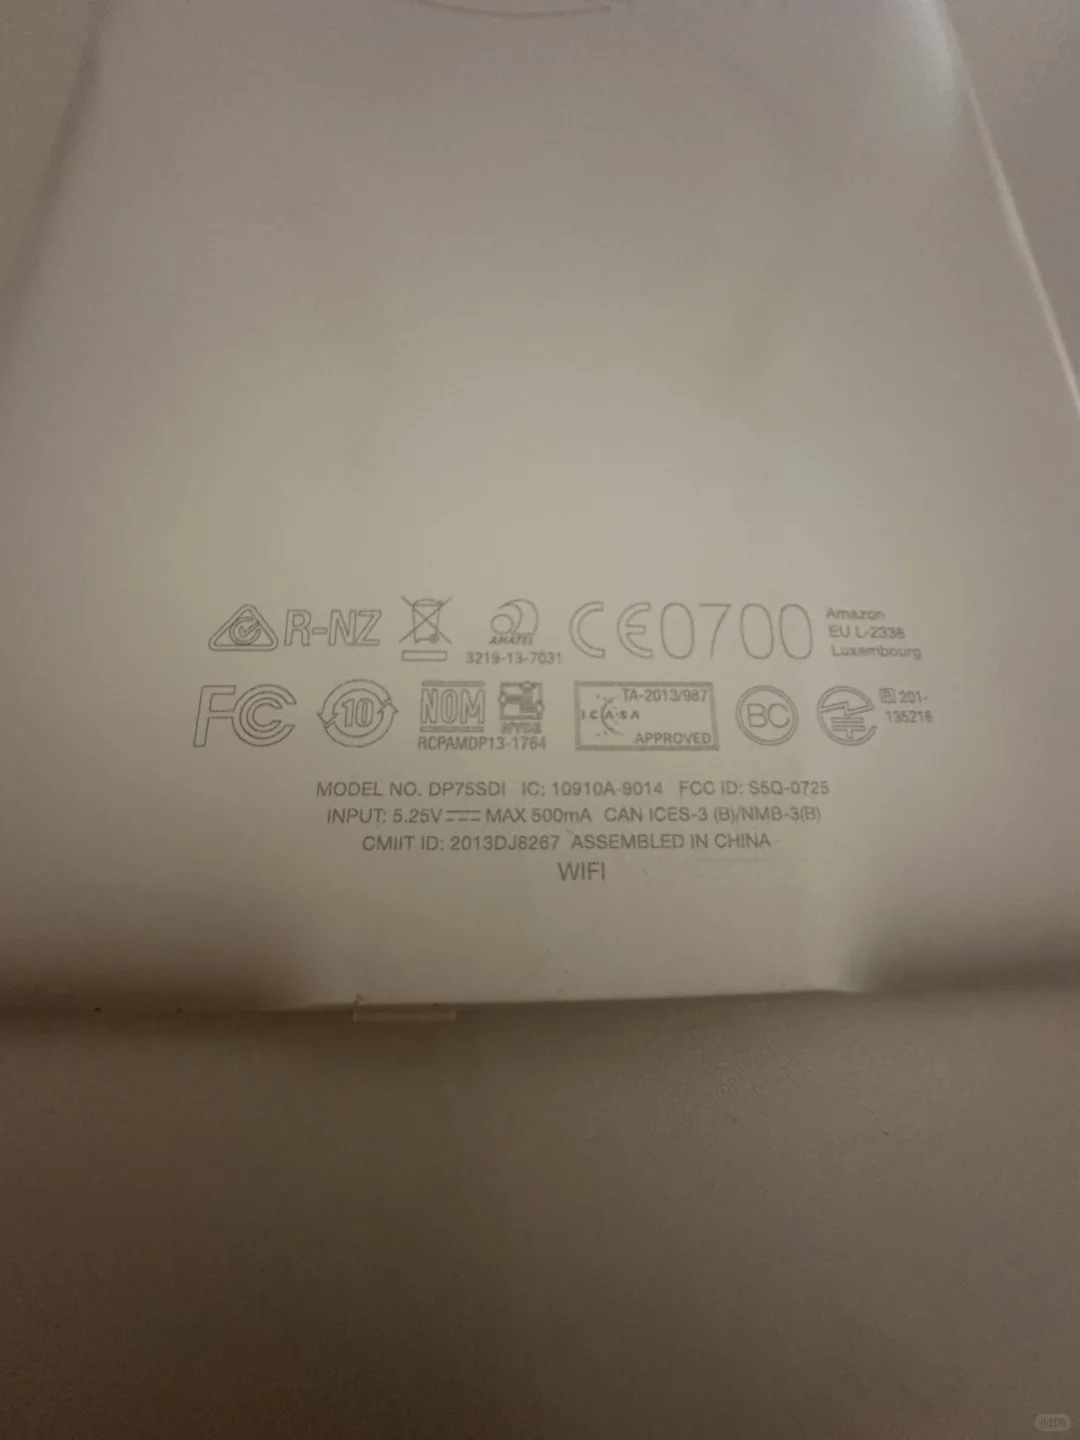 R-NZ
ANATEL
3219-13-7031
CE0700
Amazon
EU L-2338
Luxembourg
FC
10
NOM
NYCE
RCPAMDP13-1764
TA-2013/987
ICASA
APPROVED
BC
R 201-
135216
MODEL NO. DP75SDI IC: 10910A-9014 FCC ID: S5Q-0725
INPUT: 5.25V⎓ MAX 500mA CAN ICES-3 (B)/NMB-3(B)
CMIIT ID: 2013DJ8267 ASSEMBLED IN CHINA
WIFI